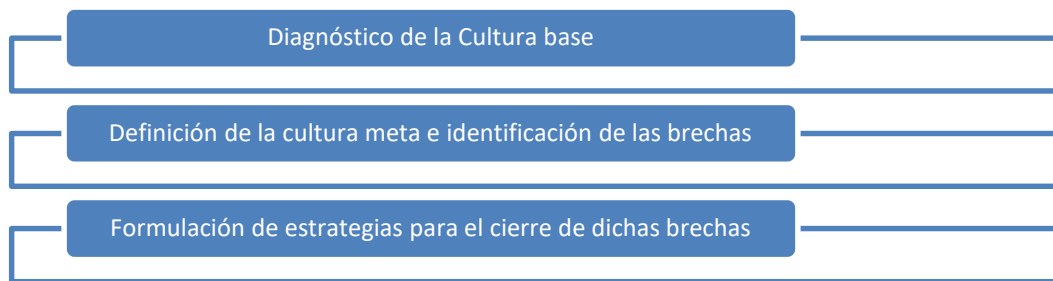 Diagnóstico de la Cultura base
Definición de la cultura meta e identificación de las brechas
Formulación de estrategias para el cierre de dichas brechas